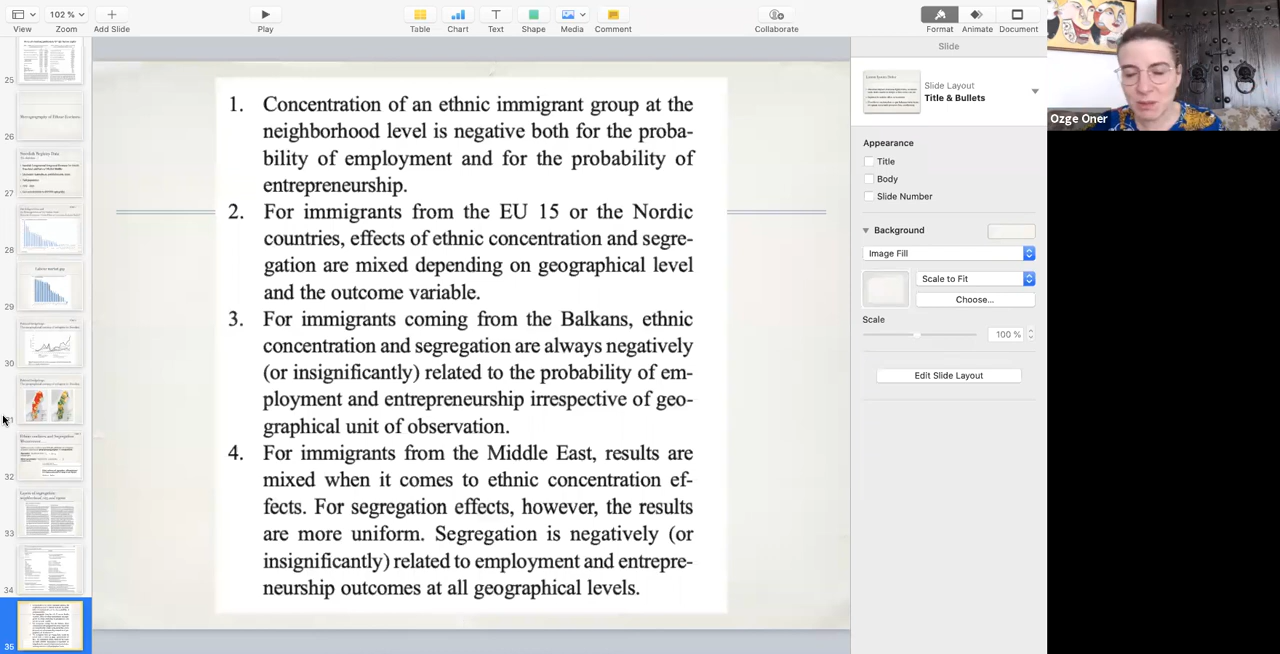 102 %
View
Zoom
Add Slide
Play
Table
Chart
Text
Shape
Media
Comment
Collaborate
Format
Animate
Document
25
26
27
28
29
30
32
33
34
35
1. Concentration of an ethnic immigrant group at the
neighborhood level is negative both for the proba-
bility of employment and for the probability of
entrepreneurship.
2. For immigrants from the EU 15 or the Nordic
countries, effects of ethnic concentration and segre-
gation are mixed depending on geographical level
and the outcome variable.
3. For immigrants coming from the Balkans, ethnic
concentration and segregation are always negatively
(or insignificantly) related to the probability of em-
ployment and entrepreneurship irrespective of geo-
graphical unit of observation.
4. For immigrants from the Middle East, results are
mixed when it comes to ethnic concentration ef-
fects. For segregation effects, however, the results
are more uniform. Segregation is negatively (or
insignificantly) related to employment and entrepre-
neurship outcomes at all geographical levels.
Slide
Slide Layout
Title & Bullets
Appearance
Title
Body
Slide Number
Background
Image Fill
Scale to Fit
Choose...
Scale
100 %
Edit Slide Layout
Ozge Oner